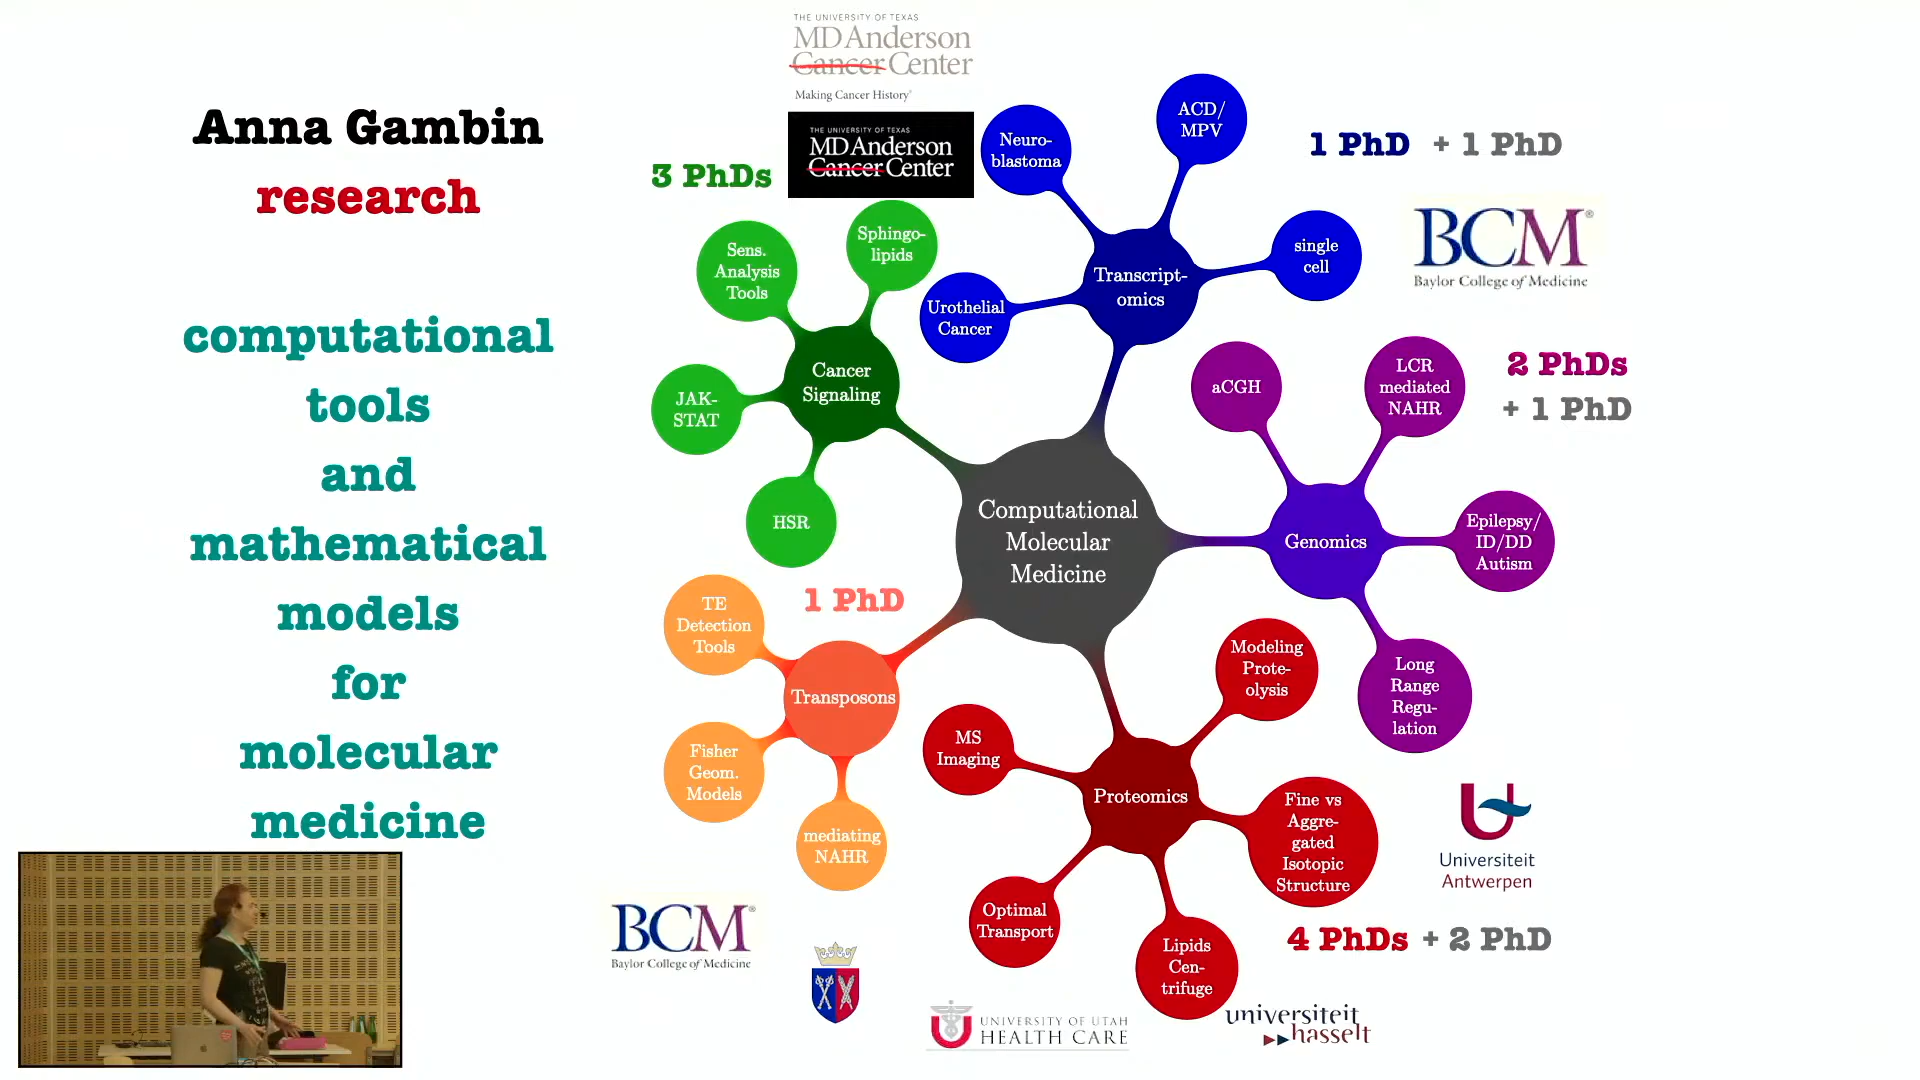 Anna Gambin
research
computational
tools
and
mathematical
models
for
molecular
medicine
THE UNIVERSITY OF TEXAS
MD Anderson
Cancer Center
Making Cancer History®
THE UNIVERSITY OF TEXAS
MD Anderson
Cancer Center
3 PhDs
Sens.
Analysis
Tools
Sphingo-
lipids
Cancer
Signaling
JAK-
STAT
HSR
Neuro-
blastoma
ACD/
MPV
1 PhD + 1 PhD
single
cell
Transcript-
omics
Urothelial
Cancer
BCM®
Baylor College of Medicine
aCGH
LCR
mediated
NAHR
2 PhDs
+ 1 PhD
Computational
Molecular
Medicine
Genomics
Epilepsy/
ID/DD
Autism
Long
Range
Regu-
lation
1 PhD
TE
Detection
Tools
Transposons
Fisher
Geom.
Models
mediating
NAHR
Modeling
Prote-
olysis
MS
Imaging
Proteomics
Fine vs
Aggre-
gated
Isotopic
Structure
Optimal
Transport
Lipids
Cen-
trifuge
Universiteit
Antwerpen
4 PhDs + 2 PhD
BCM®
Baylor College of Medicine
UNIVERSITY OF UTAH
HEALTH CARE
universiteit
hasselt